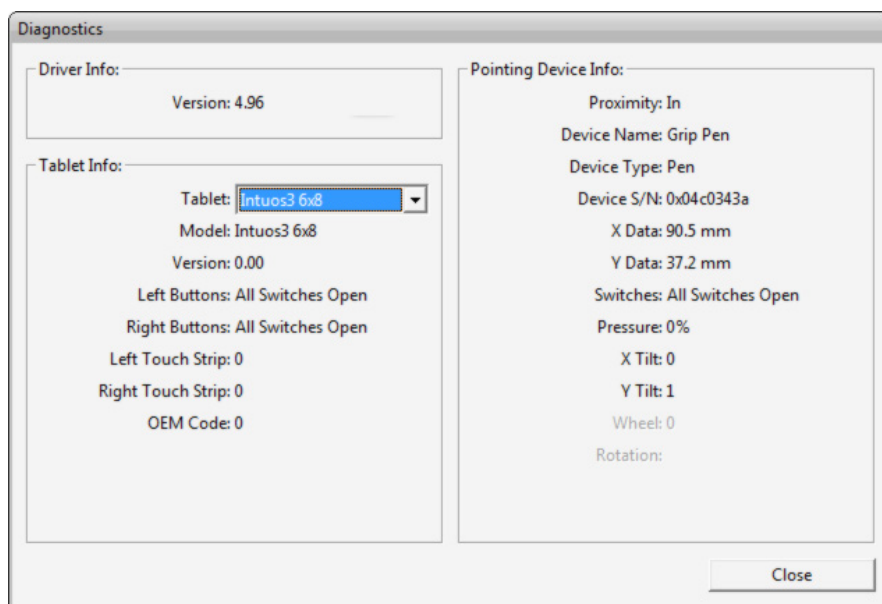 Diagnostics
Driver Info:
Version: 4.96
Tablet Info:
Tablet: Intuos3 6x8
Model: Intuos3 6x8
Version: 0.00
Left Buttons: All Switches Open
Right Buttons: All Switches Open
Left Touch Strip: 0
Right Touch Strip: 0
OEM Code: 0
Pointing Device Info:
Proximity: In
Device Name: Grip Pen
Device Type: Pen
Device S/N: 0x04c0343a
X Data: 90.5 mm
Y Data: 37.2 mm
Switches: All Switches Open
Pressure: 0%
X Tilt: 0
Y Tilt: 1
Wheel: 0
Rotation:
Close